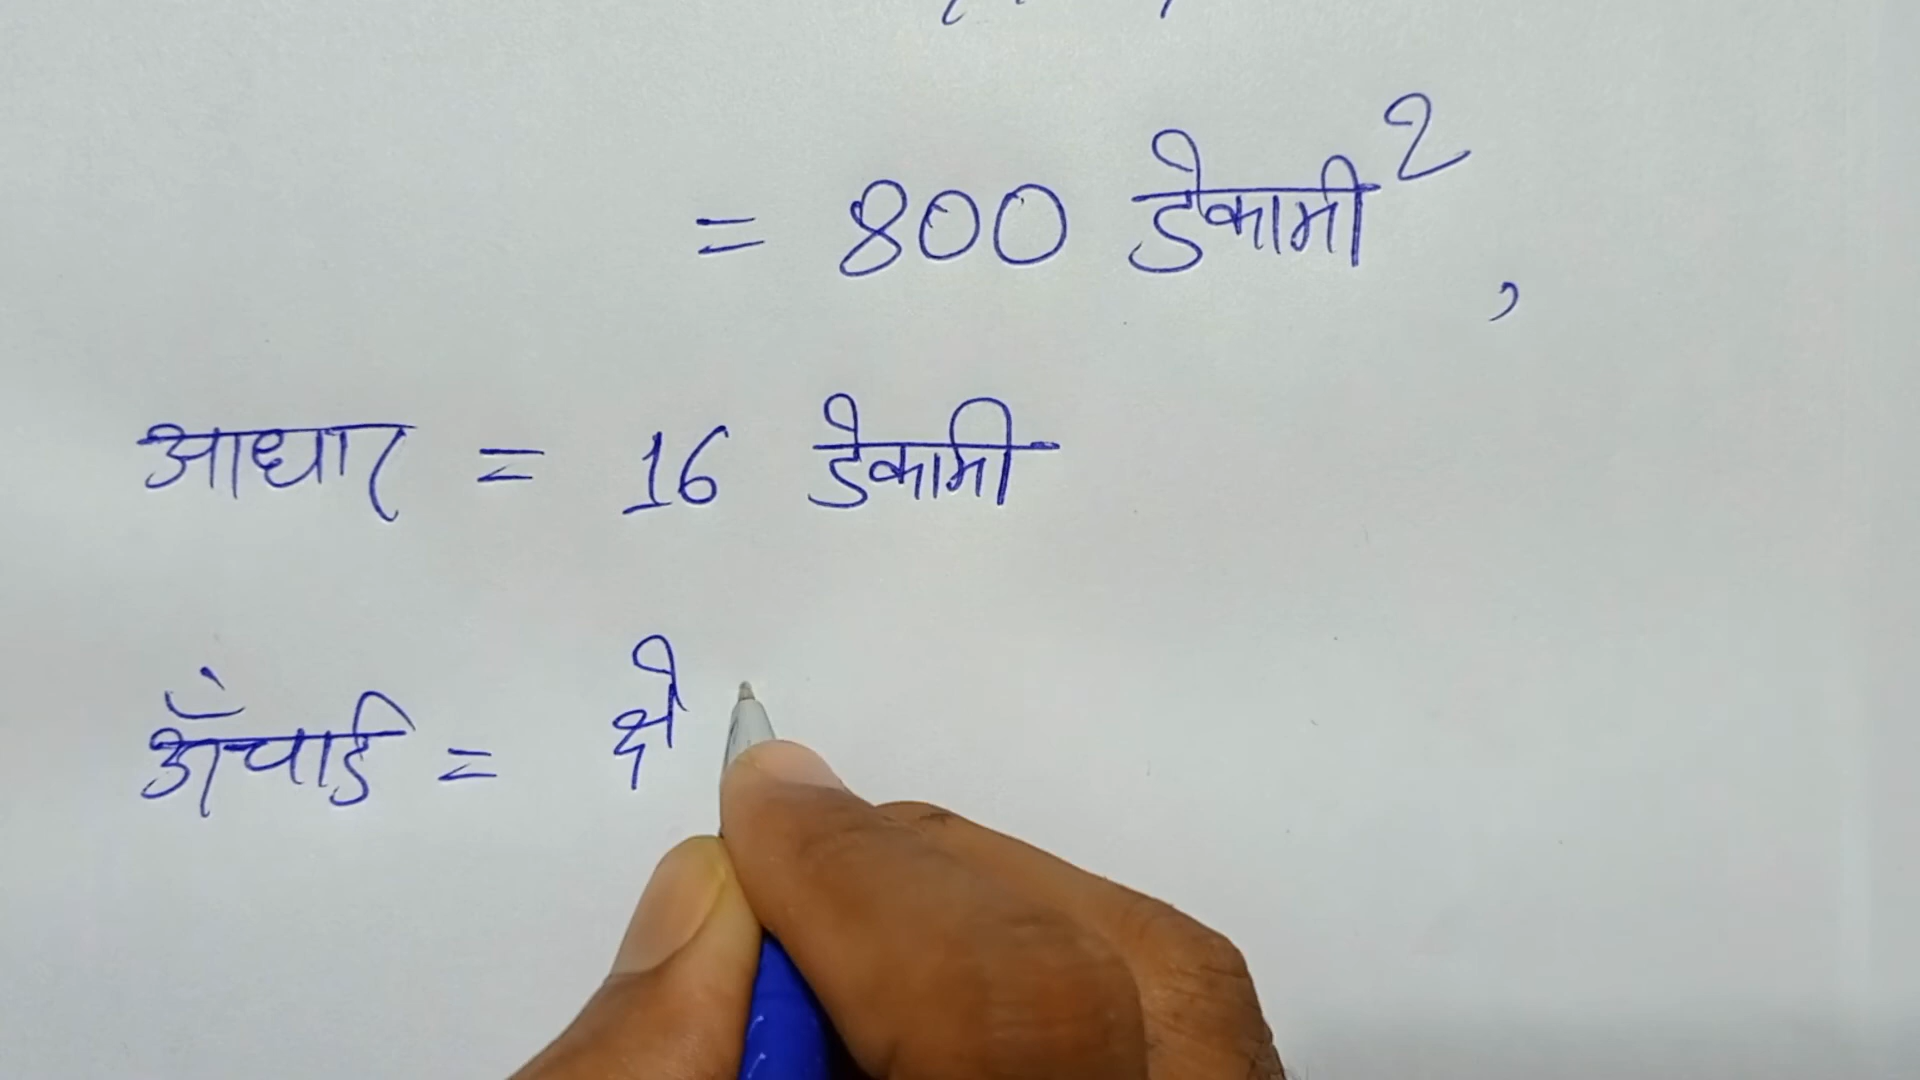 = 800 डेकामी²,
आधार = 16 डेकामी
ऊँचाई = क्षे